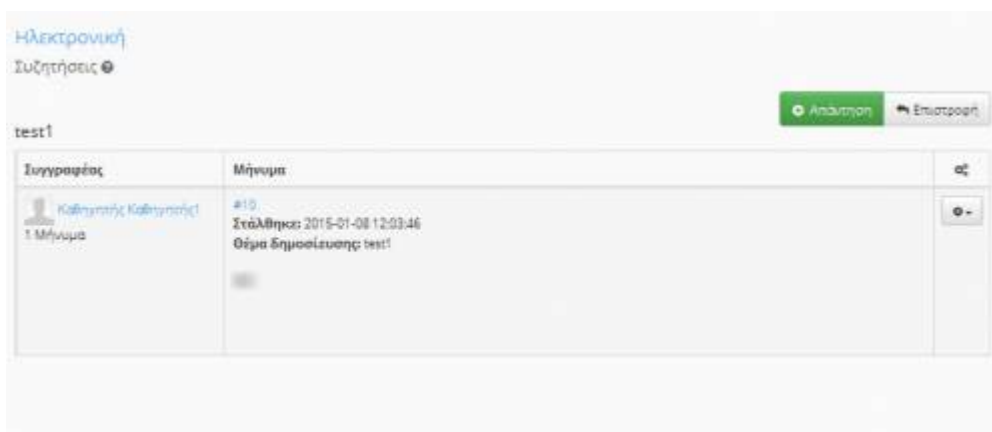 Ηλεκτρονική
Συζητήσεις
Απάντηση Επιστροφή
test1
Συγγραφέας Μήνυμα
Καθηγητής Καθηγητής1
1 Μήνυμα
#10
Στάλθηκε: 2015-01-08 12:03:46
Θέμα δημοσίευσης: test1